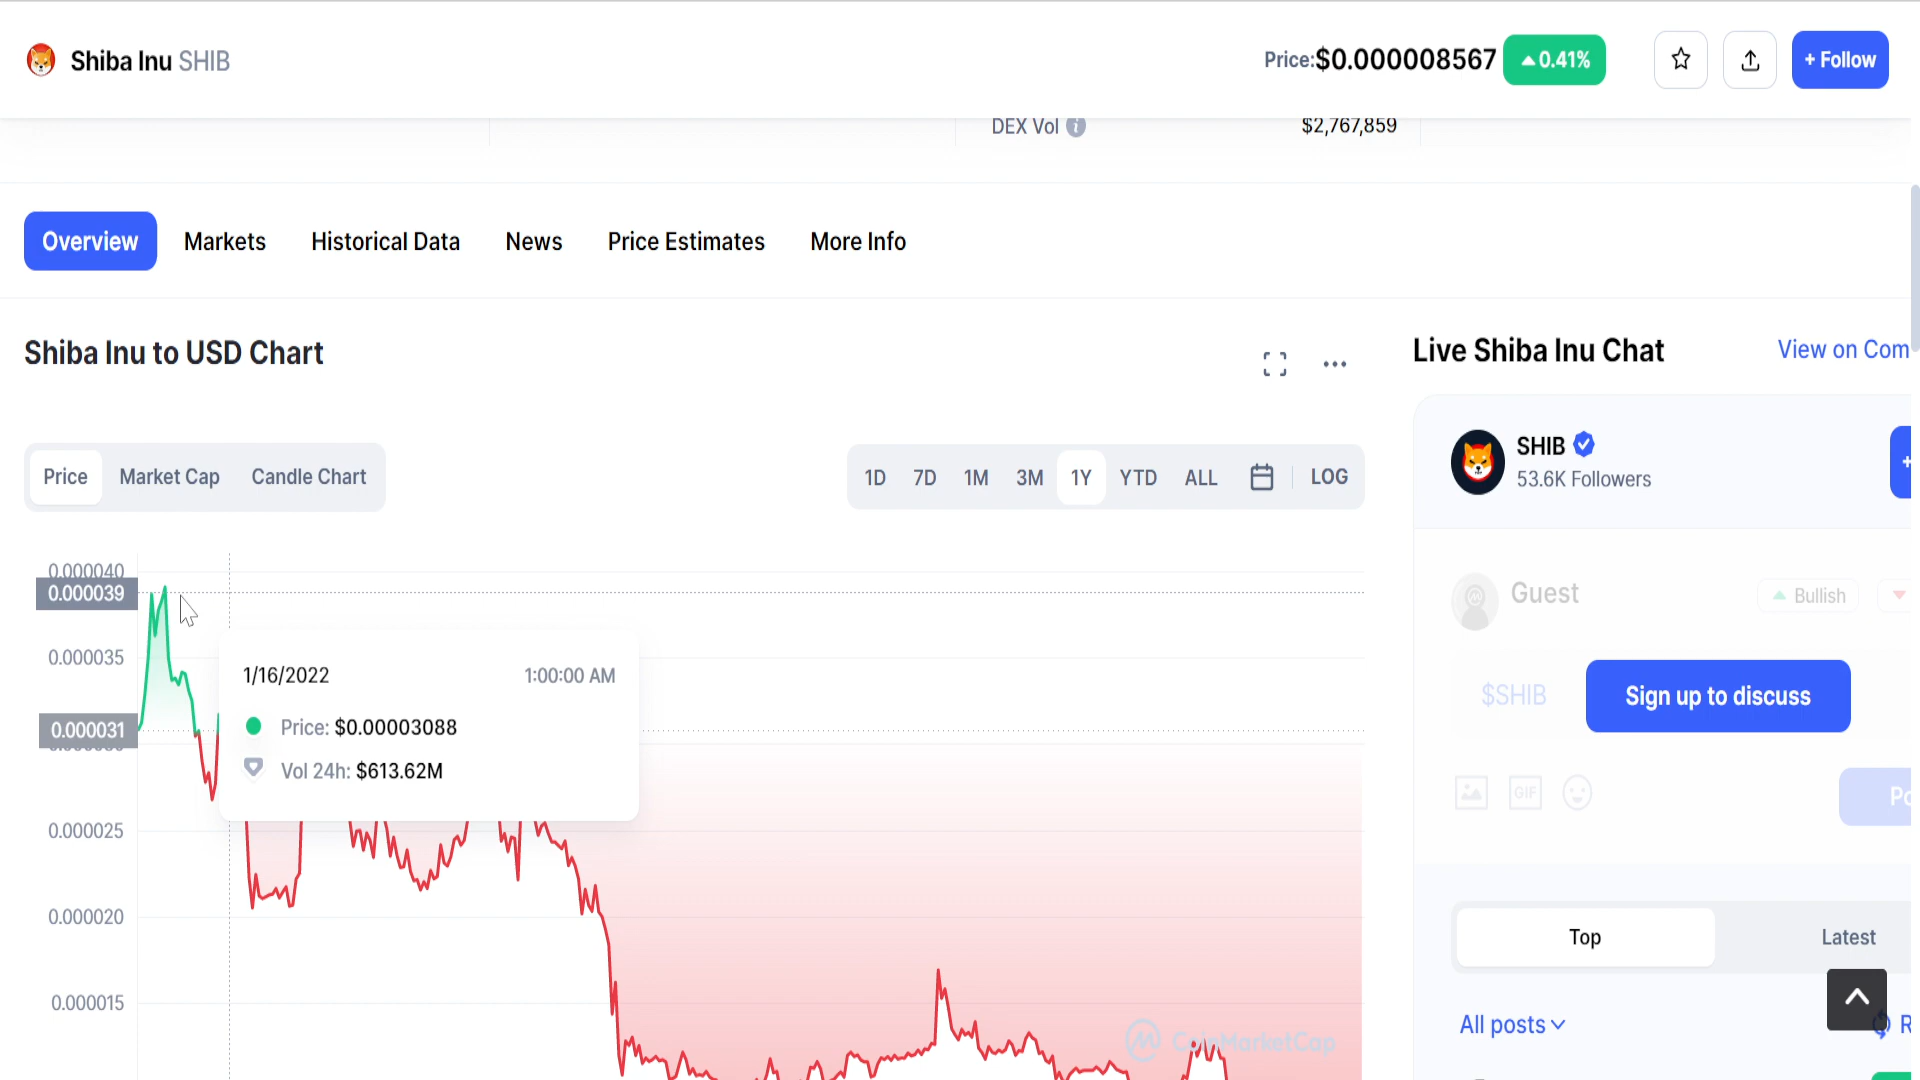 Shiba Inu SHIB
Price:$0.000008567 0.41%
+ Follow
DEX Vol $2,767,859
Overview Markets Historical Data News Price Estimates More Info
Shiba Inu to USD Chart
Price Market Cap Candle Chart
1D 7D 1M 3M 1Y YTD ALL LOG
0.000040
0.000039
0.000035
0.000031
0.000025
0.000020
0.000015
1/16/2022 1:00:00 AM
Price: $0.00003088
Vol 24h: $613.62M
CoinMarketCap
Live Shiba Inu Chat View on Com
SHIB
53.6K Followers
+
Guest Bullish
$SHIB
Sign up to discuss
GIF
Po
Top Latest
All posts R